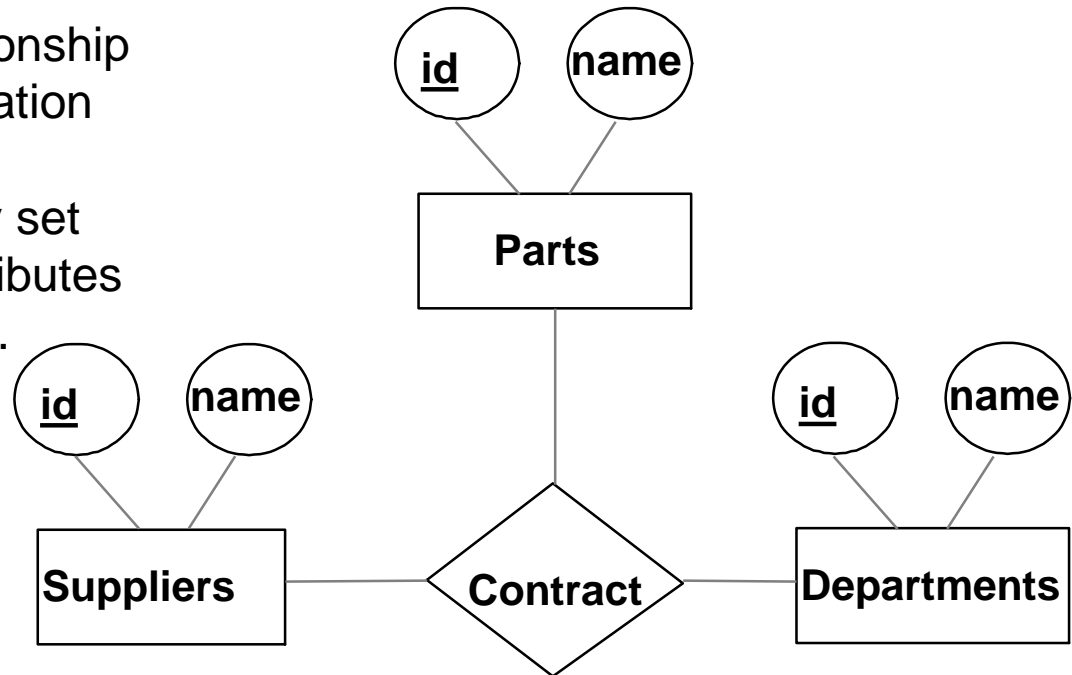 onship
ation
set
ibutes
.
id
name
Parts
id
name
id
name
Suppliers
Contract
Departments